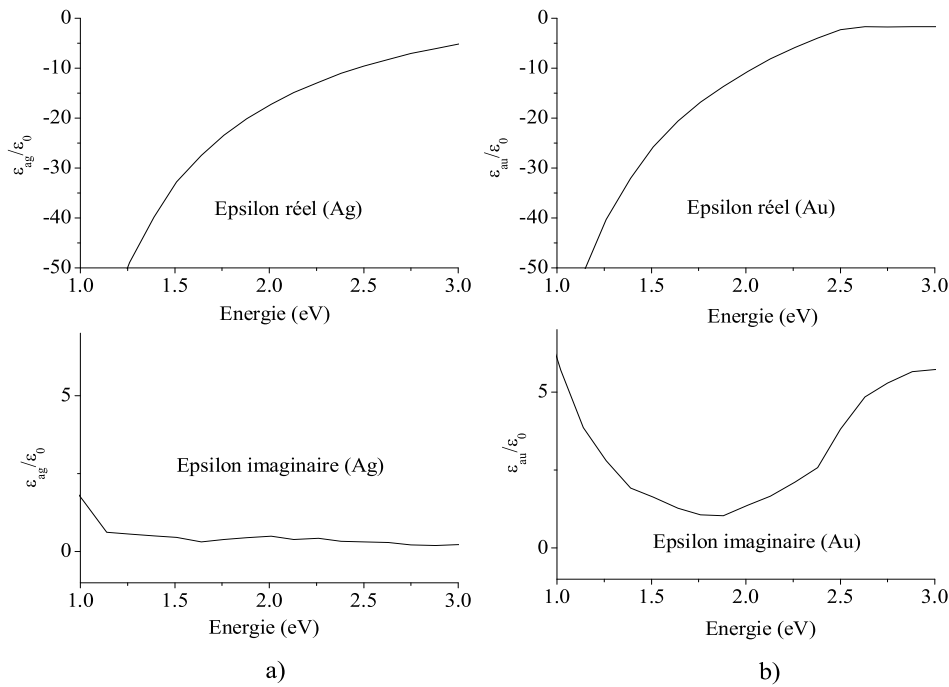 0
-10
-20
-30
-40
-50
ε_ag/ε_0
Epsilon réel (Ag)
1.0 1.5 2.0 2.5 3.0
Energie (eV)
0
-10
-20
-30
-40
-50
ε_au/ε_0
Epsilon réel (Au)
1.0 1.5 2.0 2.5 3.0
Energie (eV)
5
0
ε_ag/ε_0
Epsilon imaginaire (Ag)
1.0 1.5 2.0 2.5 3.0
Energie (eV)
a)
5
0
ε_au/ε_0
Epsilon imaginaire (Au)
1.0 1.5 2.0 2.5 3.0
Energie (eV)
b)